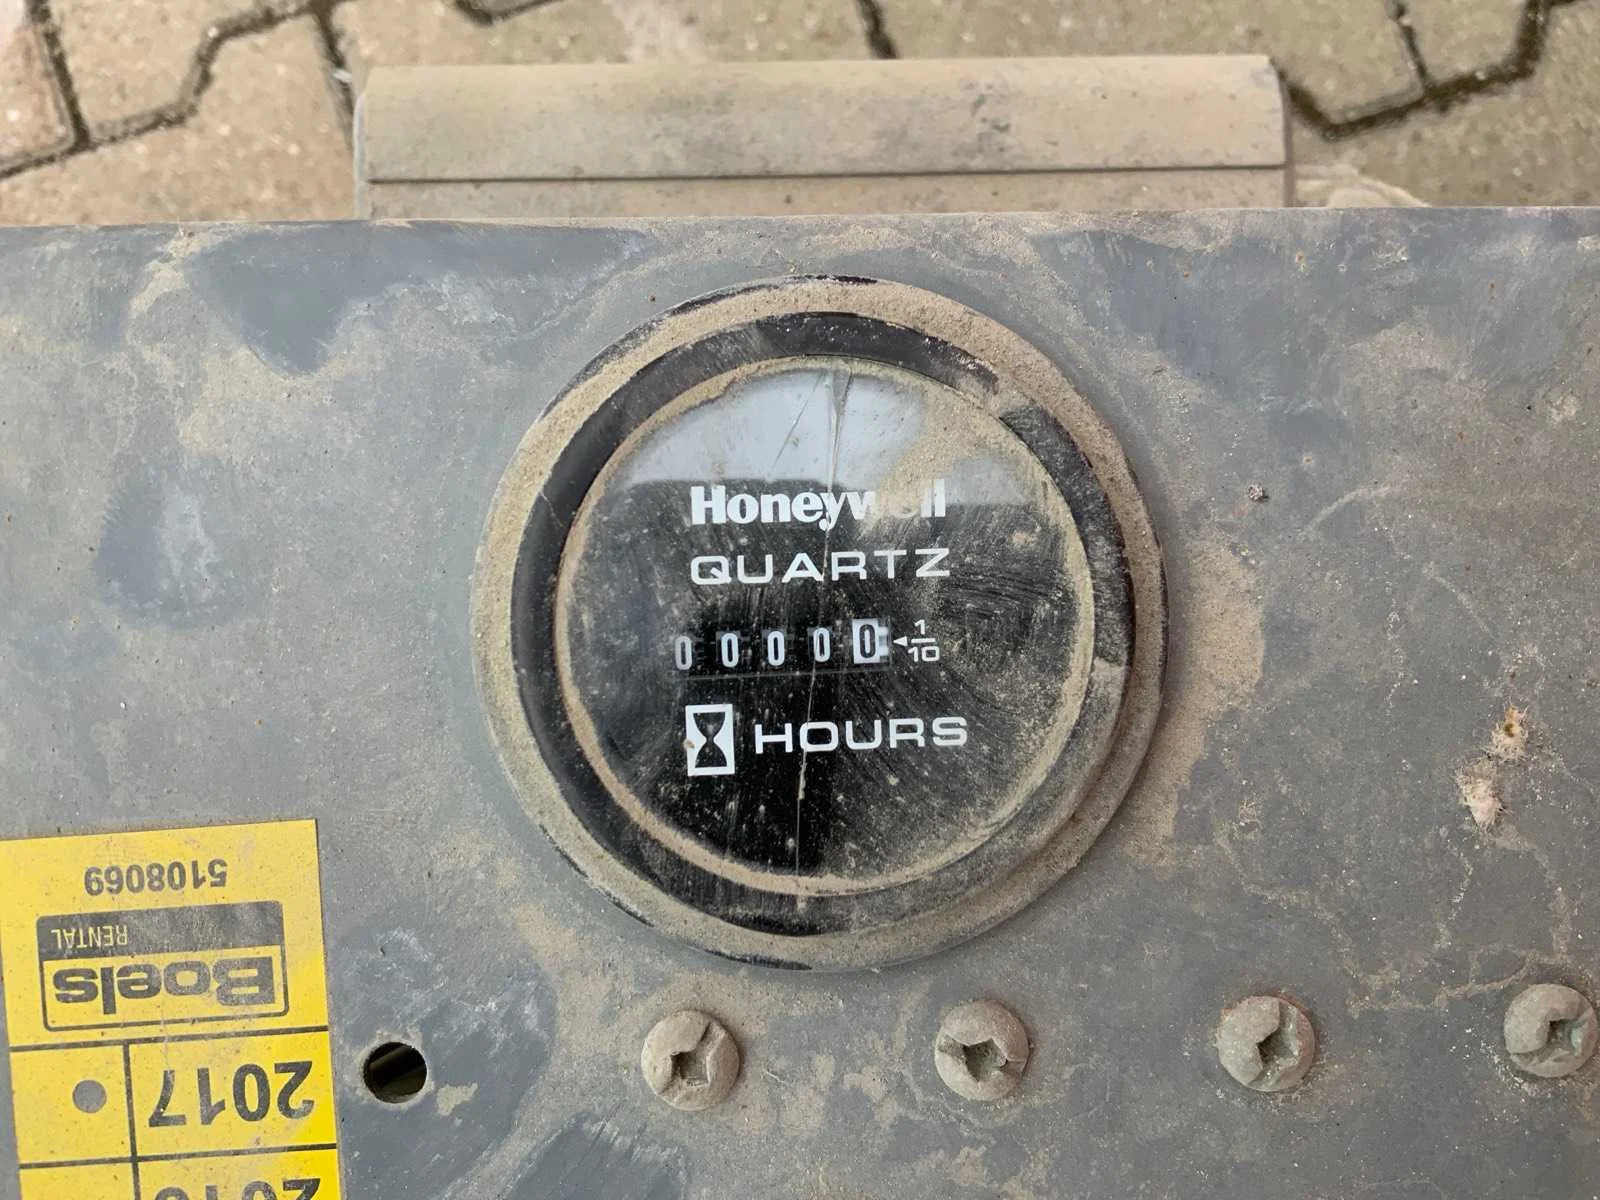 Honeywell
QUARTZ
00000 1/10
HOURS
5108069
RENTAL
Boels
2017